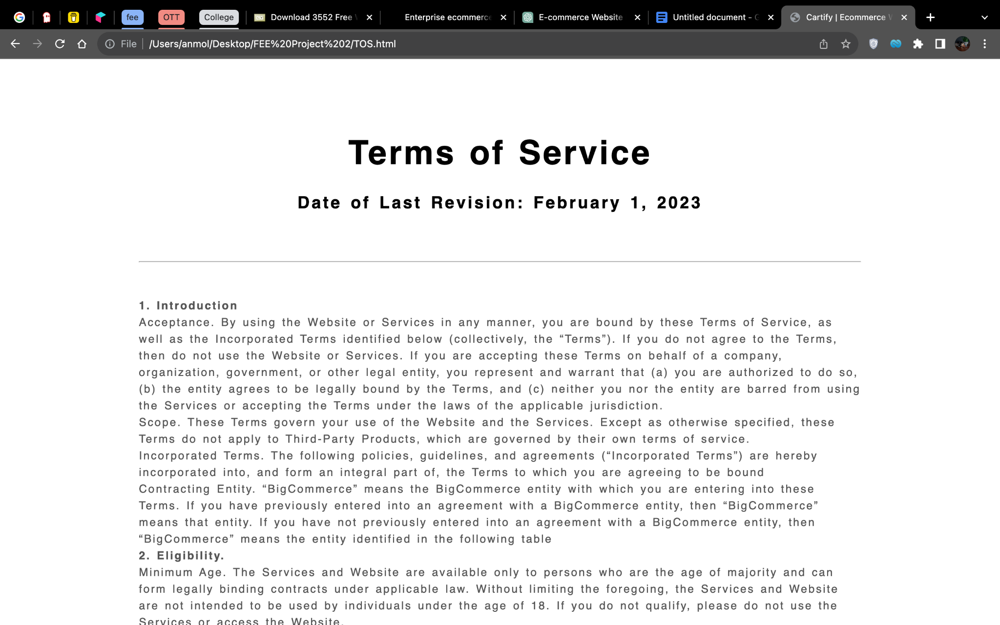 fee
OTT
College
Download 3552 Free
Enterprise ecommerce
E-commerce Website
Untitled document - G
Cartify | Ecommerce W
File
/Users/anmol/Desktop/FEE%20Project%202/TOS.html
Terms of Service
Date of Last Revision: February 1, 2023
1. Introduction
Acceptance. By using the Website or Services in any manner, you are bound by these Terms of Service, as
well as the Incorporated Terms identified below (collectively, the “Terms”). If you do not agree to the Terms,
then do not use the Website or Services. If you are accepting these Terms on behalf of a company,
organization, government, or other legal entity, you represent and warrant that (a) you are authorized to do so,
(b) the entity agrees to be legally bound by the Terms, and (c) neither you nor the entity are barred from using
the Services or accepting the Terms under the laws of the applicable jurisdiction.
Scope. These Terms govern your use of the Website and the Services. Except as otherwise specified, these
Terms do not apply to Third-Party Products, which are governed by their own terms of service.
Incorporated Terms. The following policies, guidelines, and agreements (“Incorporated Terms”) are hereby
incorporated into, and form an integral part of, the Terms to which you are agreeing to be bound
Contracting Entity. “BigCommerce” means the BigCommerce entity with which you are entering into these
Terms. If you have previously entered into an agreement with a BigCommerce entity, then “BigCommerce”
means that entity. If you have not previously entered into an agreement with a BigCommerce entity, then
“BigCommerce” means the entity identified in the following table
2. Eligibility.
Minimum Age. The Services and Website are available only to persons who are the age of majority and can
form legally binding contracts under applicable law. Without limiting the foregoing, the Services and Website
are not intended to be used by individuals under the age of 18. If you do not qualify, please do not use the
Services or access the Website.